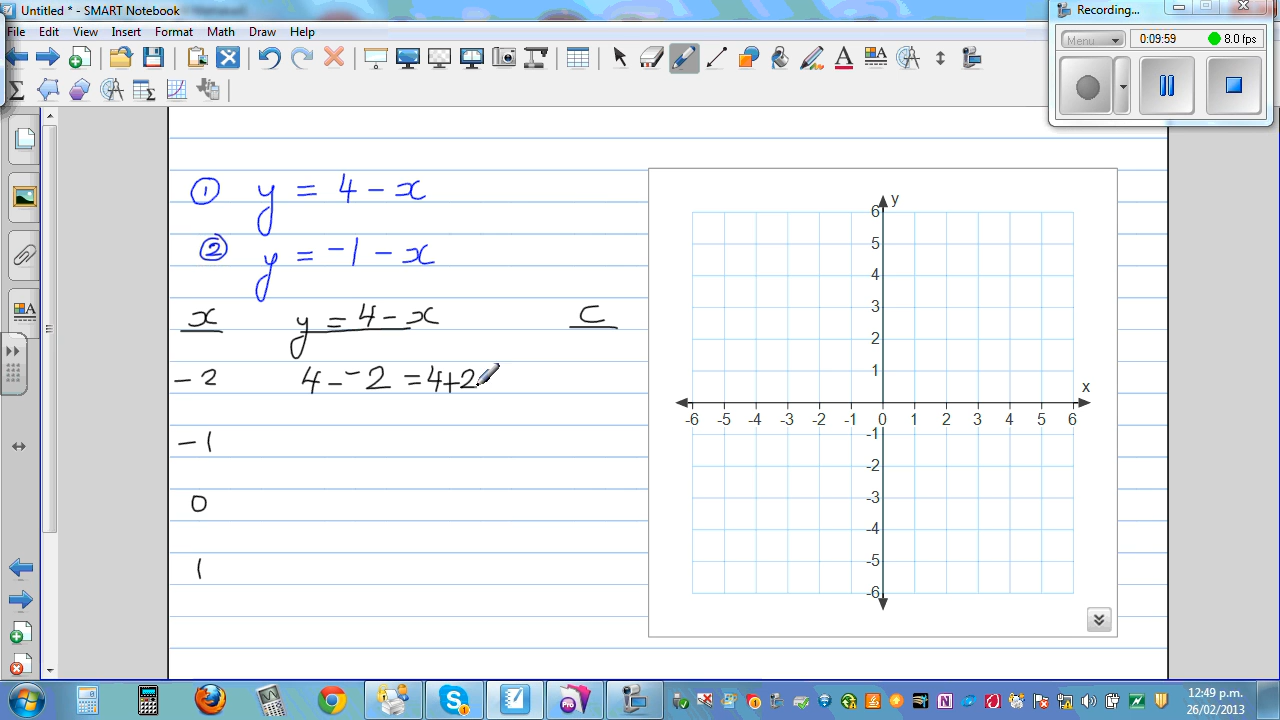 Untitled * - SMART Notebook
File Edit View Insert Format Math Draw Help
Recording...
Menu
0:09:59
8.0 fps
① y = 4 - x
② y = -1 - x
x y = 4 - x C
-2 4 - -2 = 4+2
-1
0
1
y
6
5
4
3
2
1
x
-6 -5 -4 -3 -2 -1 0 1 2 3 4 5 6
-1
-2
-3
-4
-5
-6
12:49 p.m.
26/02/2013